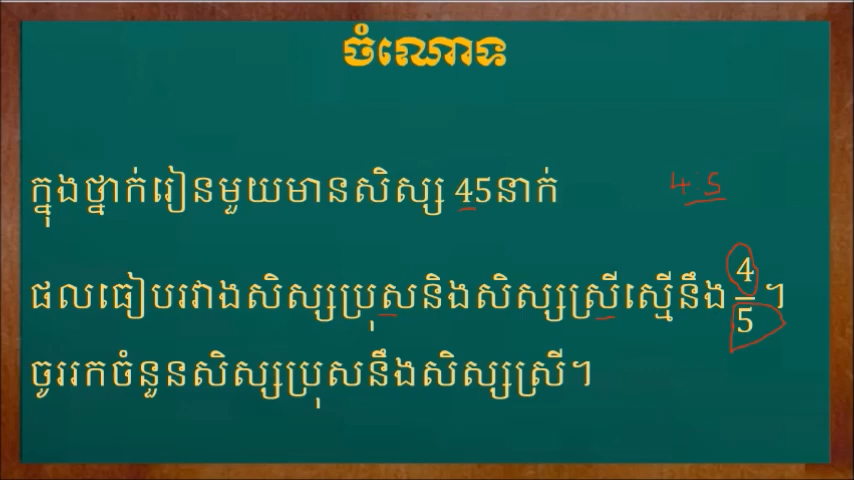 ចំណោទ
ក្នុងថ្នាក់រៀនមួយមានសិស្ស 45នាក់ 4:5
ផលធៀបរវាងសិស្សប្រុសនិងសិស្សស្រីស្មើនឹង 4/5 ។
ចូររកចំនួនសិស្សប្រុសនឹងសិស្សស្រី។